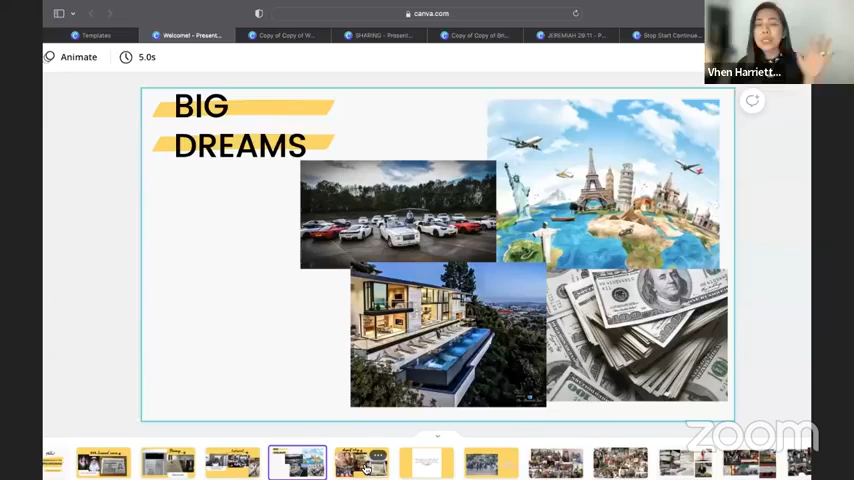 canva.com
Templates
Welcome! - Present...
Copy of Copy of W...
SHARING - Present...
Copy of Copy of Bri...
JEREMIAH 29:11 - P...
Stop Start Continue...
Animate
5.0s
Vhen Harriett...
BIG
DREAMS
zoom